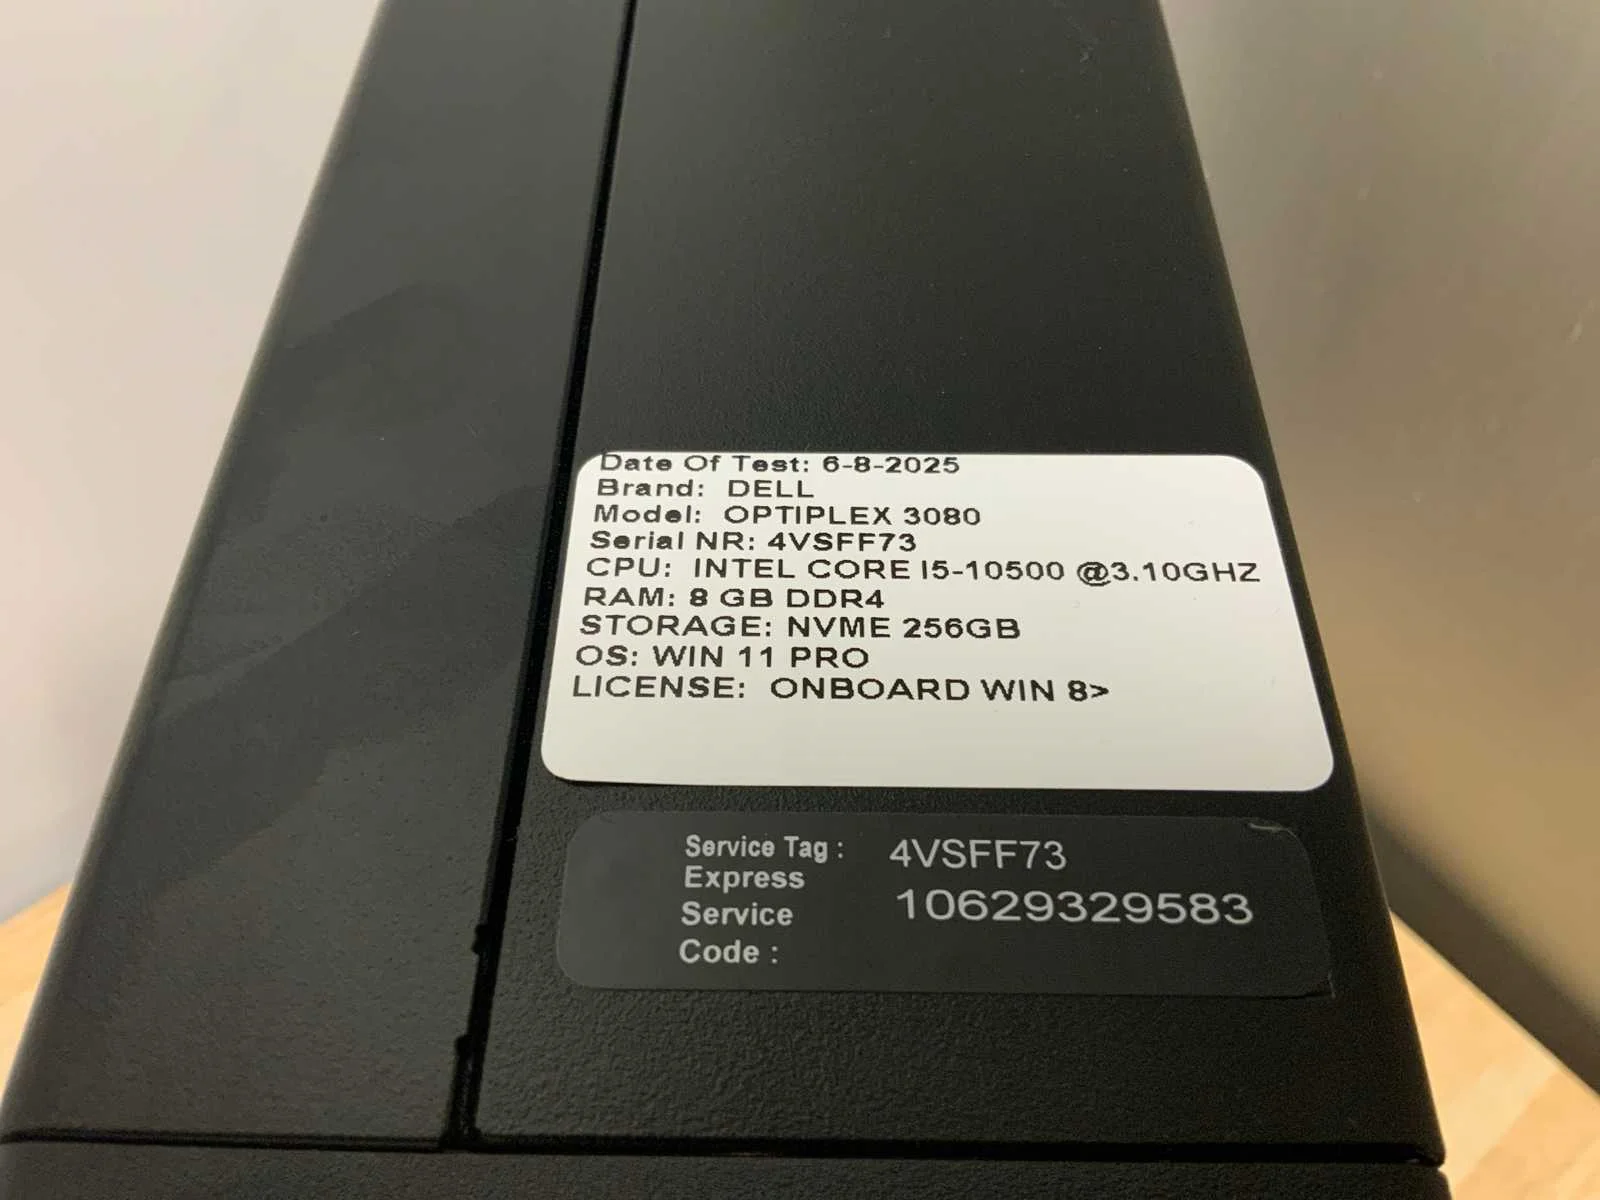 Date Of Test: 6-8-2025
Brand: DELL
Model: OPTIPLEX 3080
Serial NR: 4VSFF73
CPU: INTEL CORE I5-10500 @3.10GHZ
RAM: 8 GB DDR4
STORAGE: NVME 256GB
OS: WIN 11 PRO
LICENSE: ONBOARD WIN 8>
Service Tag : 4VSFF73
Express
Service 10629329583
Code :